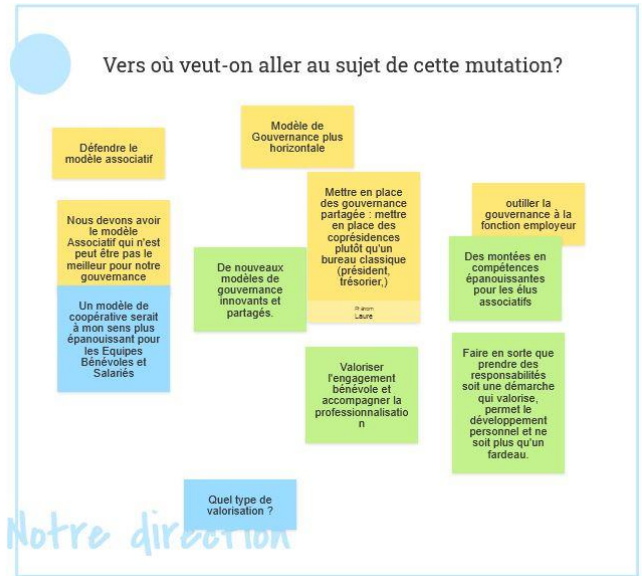 Vers où veut-on aller au sujet de cette mutation?
Défendre le
modèle associatif
Modèle de
Gouvernance plus
horizontale
Nous devons avoir
le modèle
Associatif qui n'est
peut être pas le
meilleur pour notre
gouvernance
Un modèle de
coopérative serait
à mon sens plus
épanouissant pour
les Equipes
Bénévoles et
Salariés
De nouveaux
modèles de
gouvernance
innovants et
partagés.
Mettre en place
des gouvernance
partagée : mettre
en place des
coprésidences
plutôt qu'un
bureau classique
(président,
trésorier,)
Prénom
Laure
outiller la
gouvernance à la
fonction employeur
Des montées en
compétences
épanouissantes
pour les élus
associatifs
Valoriser
l'engagement
bénévole et
accompagner la
professionnalisatio
n
Faire en sorte que
prendre des
responsabilités
soit une démarche
qui valorise,
permet le
développement
personnel et ne
soit plus qu'un
fardeau.
Quel type de
valorisation ?
Notre direction